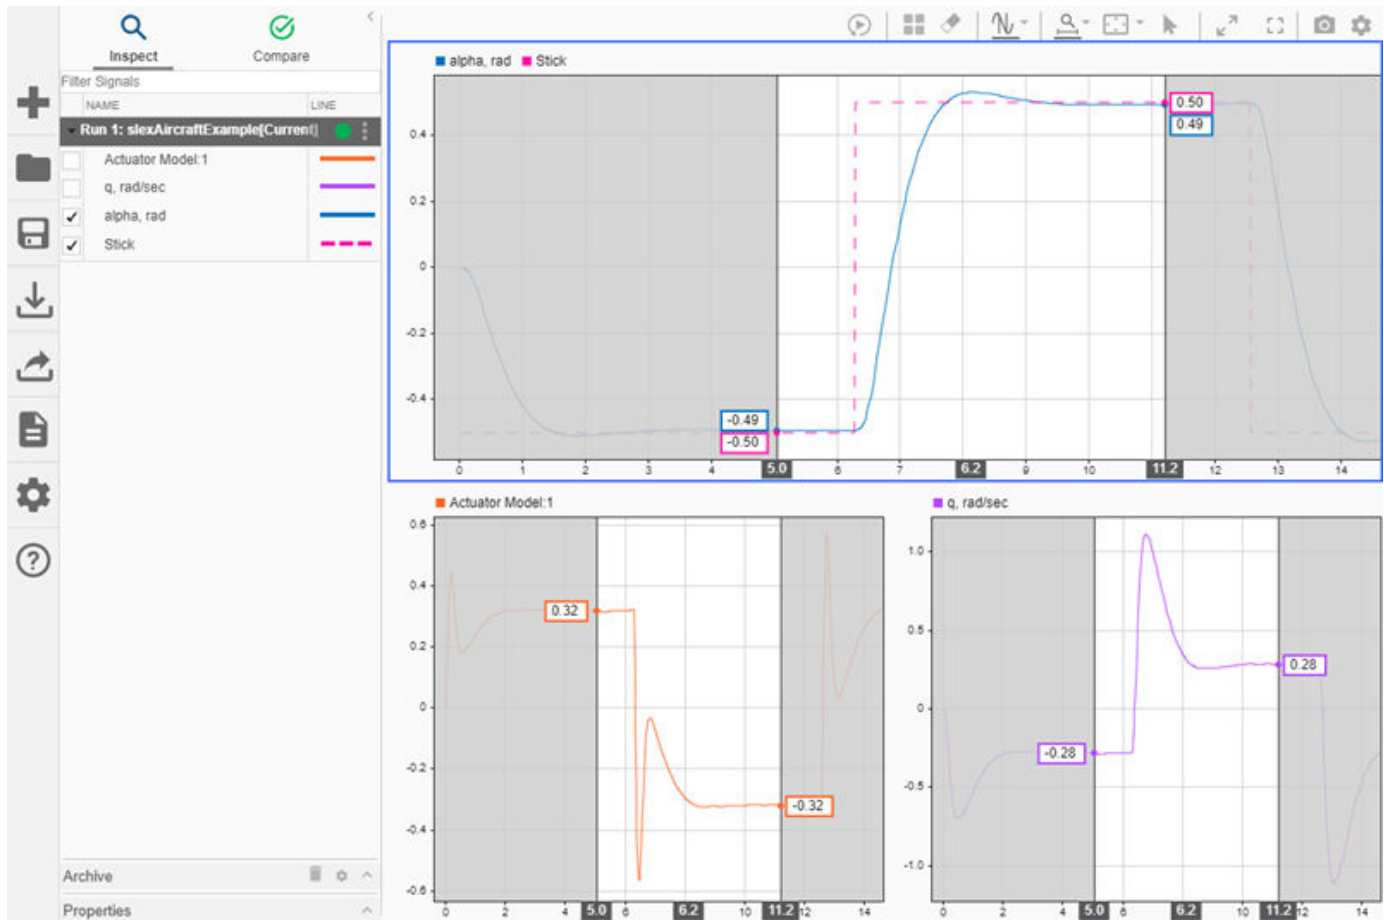 Inspect
Compare
Filter Signals
NAME
LINE
Run 1: slexAircraftExample[Current]
Actuator Model:1
q, rad/sec
alpha, rad
Stick
Archive
Properties
alpha, rad
Stick
0.4
0.2
0
-0.2
-0.4
0.50
0.49
-0.49
-0.50
0 1 2 3 4 5.0 6 7 6.2 9 10 11.2 12 13 14
Actuator Model:1
0.6
0.4
0.2
0
-0.2
-0.4
-0.6
0.32
-0.32
0 2 4 5.0 6 6.2 10 11.2 12 14
q, rad/sec
1.0
0.5
0
-0.5
-1.0
0.28
-0.28
0 2 4 5.0 6 6.2 10 11.2 12 14